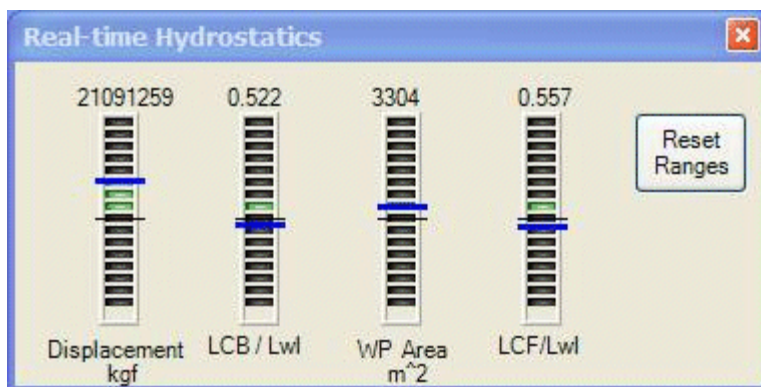 Real-time Hydrostatics
21091259 0.522 3304 0.557
Reset
Ranges
Displacement
kgf
LCB / Lwl
WP Area
m^2
LCF/Lwl